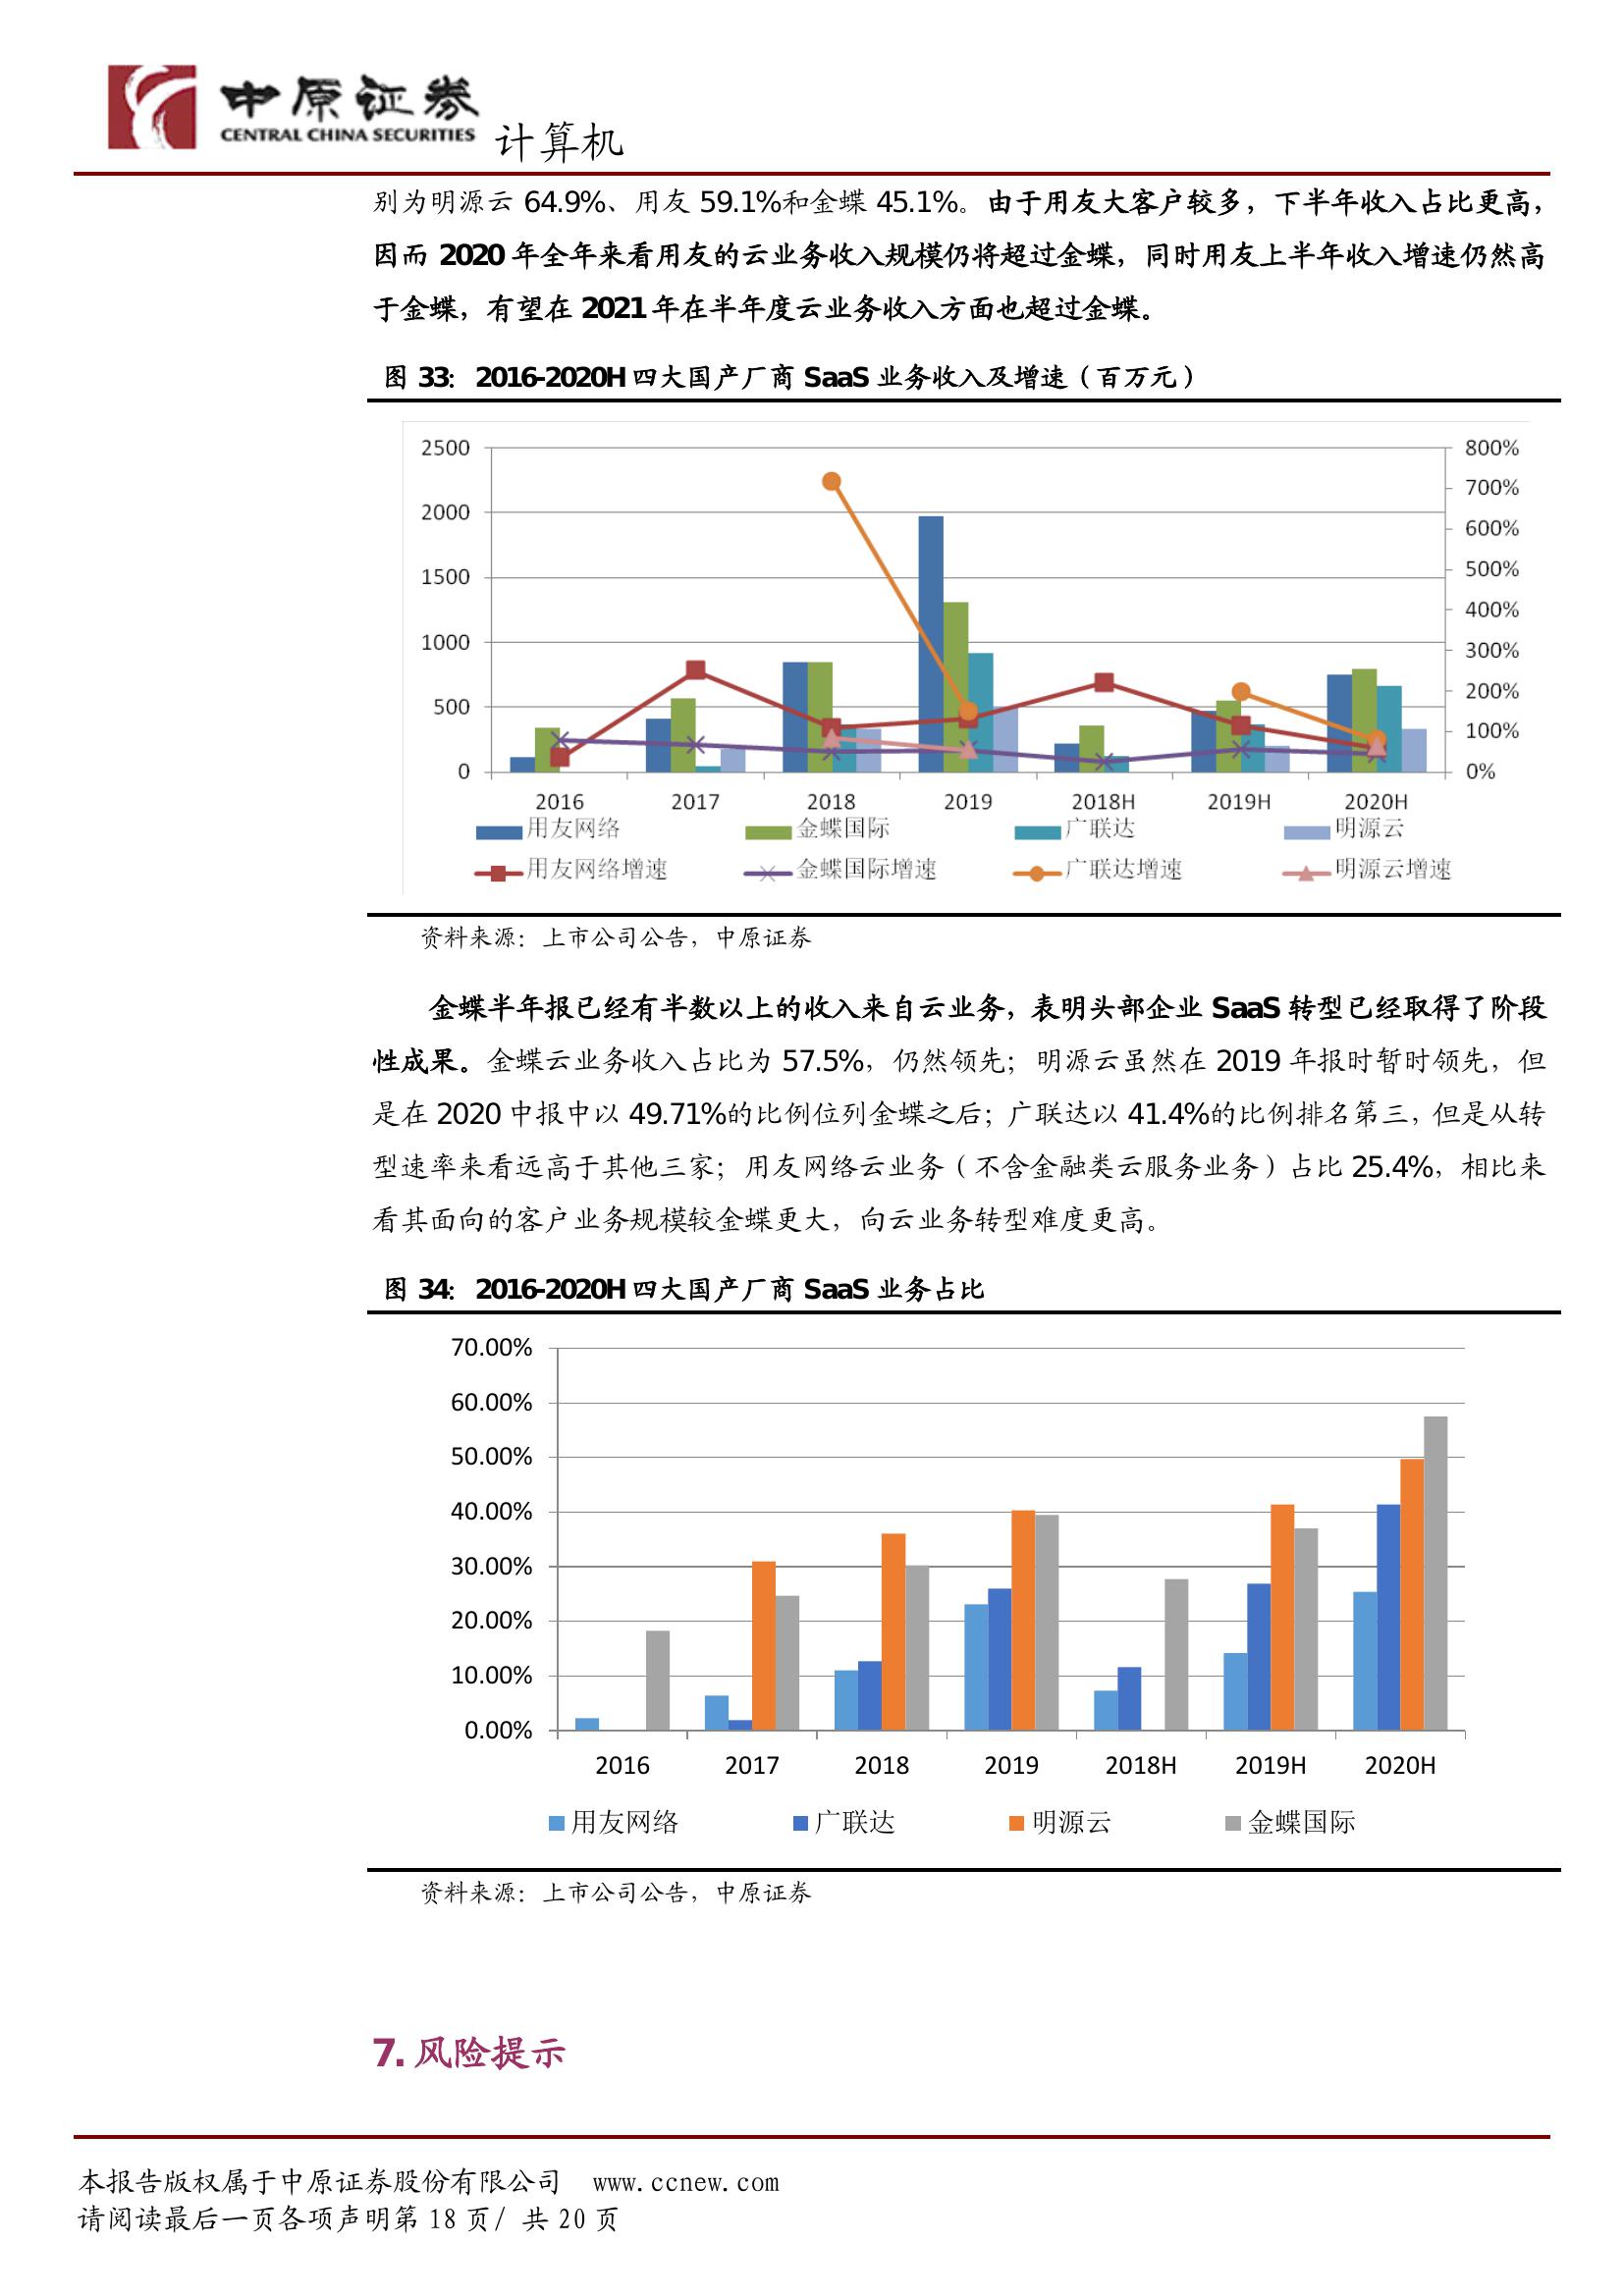 中原证券
CENTRAL CHINA SECURITIES
计算机
别为明源云 64.9%、用友 59.1%和金蝶 45.1%。由于用友大客户较多，下半年收入占比更高，
因而 2020 年全年来看用友的云业务收入规模仍将超过金蝶，同时用友上半年收入增速仍然高
于金蝶，有望在 2021 年在半年度云业务收入方面也超过金蝶。
图 33：2016-2020H 四大国产厂商 SaaS 业务收入及增速（百万元）
2500 800%
700%
2000
600%
1500 500%
400%
1000
300%
500 200%
100%
0 0%
2016 2017 2018 2019 2018H 2019H 2020H
用友网络 金蝶国际 广联达 明源云
用友网络增速 金蝶国际增速 广联达增速 明源云增速
资料来源：上市公司公告，中原证券
金蝶半年报已经有半数以上的收入来自云业务，表明头部企业 SaaS 转型已经取得了阶段
性成果。金蝶云业务收入占比为 57.5%，仍然领先；明源云虽然在 2019 年报时暂时领先，但
是在 2020 中报中以 49.71%的比例位列金蝶之后；广联达以 41.4%的比例排名第三，但是从转
型速率来看远高于其他三家；用友网络云业务（不含金融类云服务业务）占比 25.4%，相比来
看其面向的客户业务规模较金蝶更大，向云业务转型难度更高。
图 34：2016-2020H 四大国产厂商 SaaS 业务占比
70.00%
60.00%
50.00%
40.00%
30.00%
20.00%
10.00%
0.00%
2016 2017 2018 2019 2018H 2019H 2020H
用友网络 广联达 明源云 金蝶国际
资料来源：上市公司公告，中原证券
7. 风险提示
本报告版权属于中原证券股份有限公司 www.ccnew.com
请阅读最后一页各项声明第 18 页/ 共 20 页